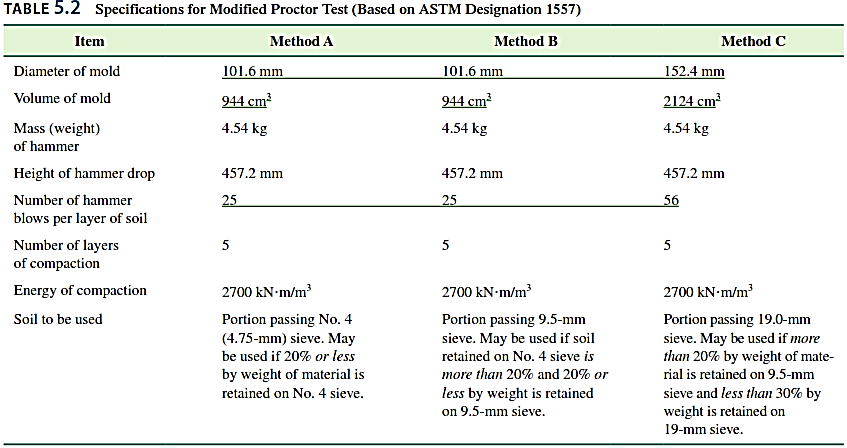 TABLE 5.2 Specifications for Modified Proctor Test (Based on ASTM Designation 1557)
Item Method A Method B Method C
Diameter of mold 101.6 mm 101.6 mm 152.4 mm
Volume of mold 944 cm³ 944 cm³ 2124 cm³
Mass (weight) 4.54 kg 4.54 kg 4.54 kg
of hammer
Height of hammer drop 457.2 mm 457.2 mm 457.2 mm
Number of hammer 25 25 56
blows per layer of soil
Number of layers 5 5 5
of compaction
Energy of compaction 2700 kN·m/m³ 2700 kN·m/m³ 2700 kN·m/m³
Soil to be used Portion passing No. 4 Portion passing 9.5-mm Portion passing 19.0-mm
(4.75-mm) sieve. May sieve. May be used if soil sieve. May be used if more
be used if 20% or less retained on No. 4 sieve is than 20% by weight of mate-
by weight of material is more than 20% and 20% or rial is retained on 9.5-mm
retained on No. 4 sieve. less by weight is retained sieve and less than 30% by
on 9.5-mm sieve. weight is retained on
19-mm sieve.